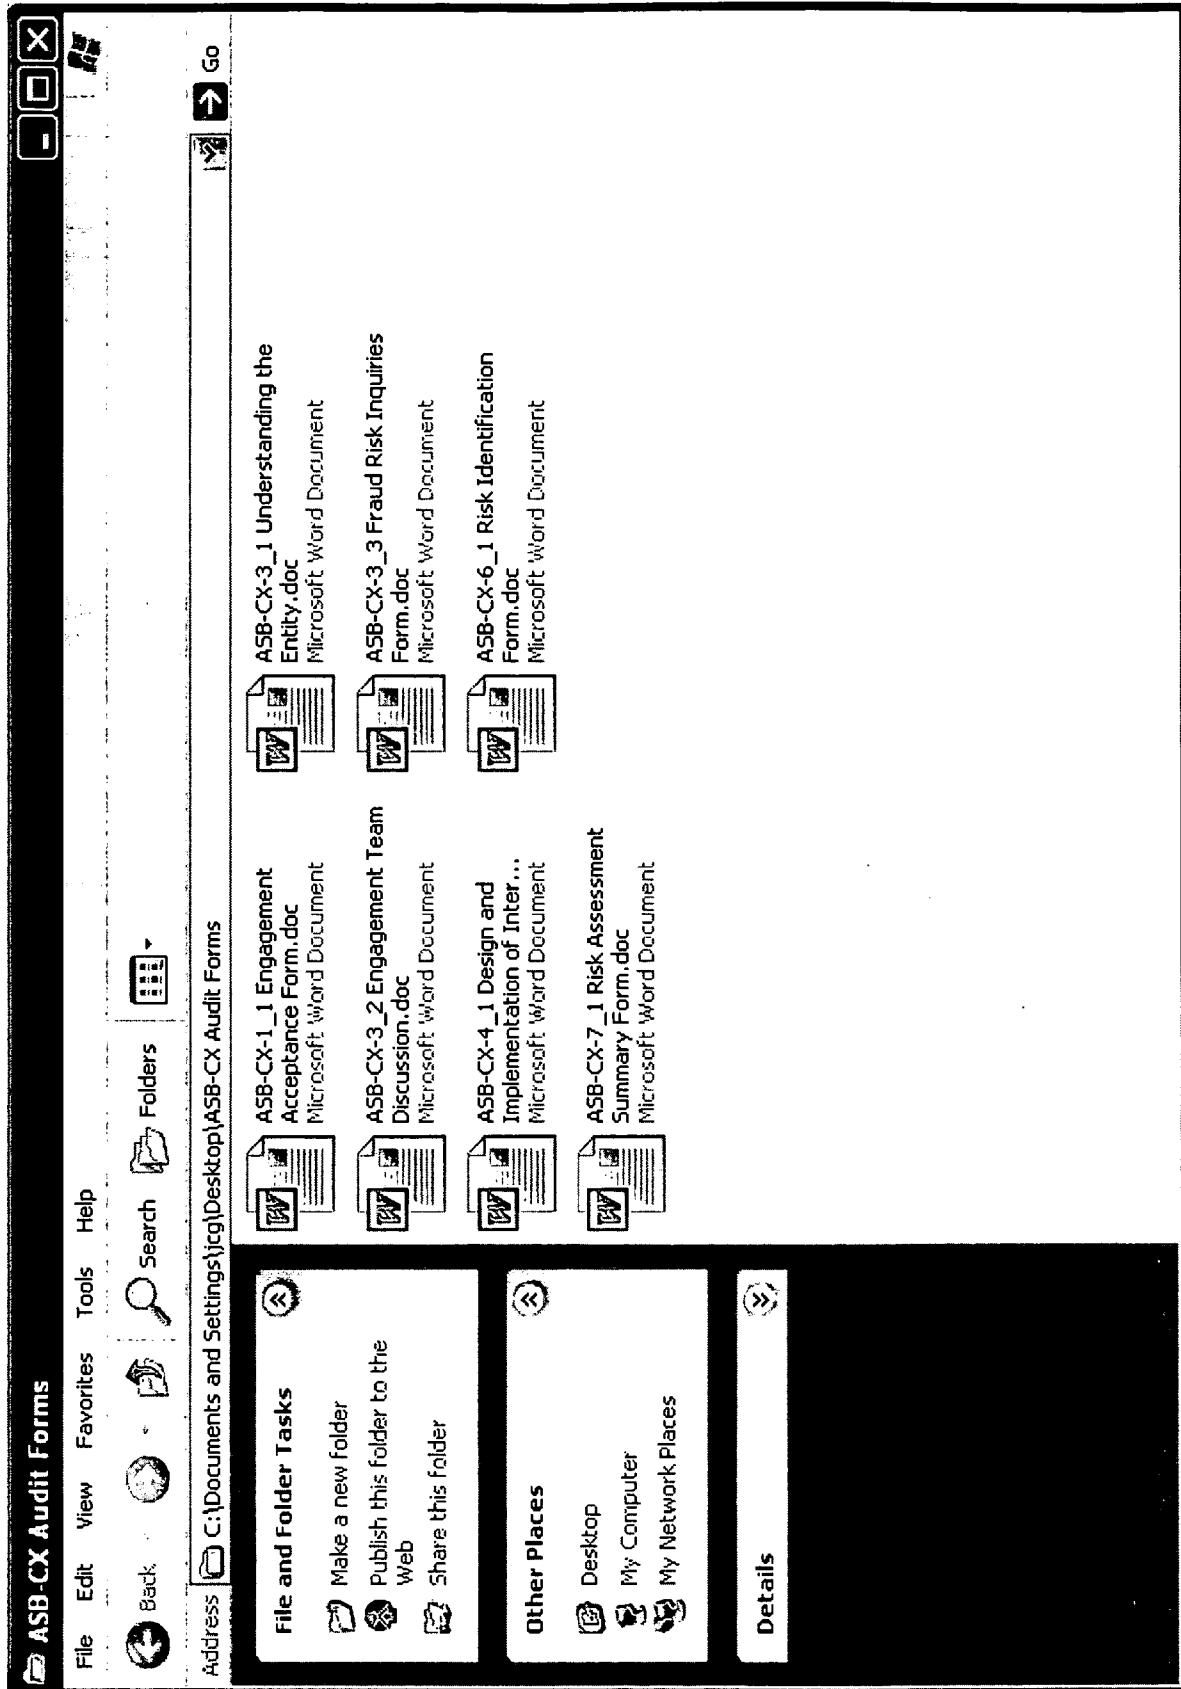 ASB-CX Audit Forms
File Edit View Favorites Tools Help
Back Search Folders
Address C:\Documents and Settings\jcg\Desktop\ASB-CX Audit Forms Go
File and Folder Tasks
Make a new folder
Publish this folder to the
Web
Share this folder
Other Places
Desktop
My Computer
My Network Places
Details
ASB-CX-1_1 Engagement
Acceptance Form.doc
Microsoft Word Document
ASB-CX-3_1 Understanding the
Entity.doc
Microsoft Word Document
ASB-CX-3_2 Engagement Team
Discussion.doc
Microsoft Word Document
ASB-CX-3_3 Fraud Risk Inquiries
Form.doc
Microsoft Word Document
ASB-CX-4_1 Design and
Implementation of Inter...
Microsoft Word Document
ASB-CX-6_1 Risk Identification
Form.doc
Microsoft Word Document
ASB-CX-7_1 Risk Assessment
Summary Form.doc
Microsoft Word Document